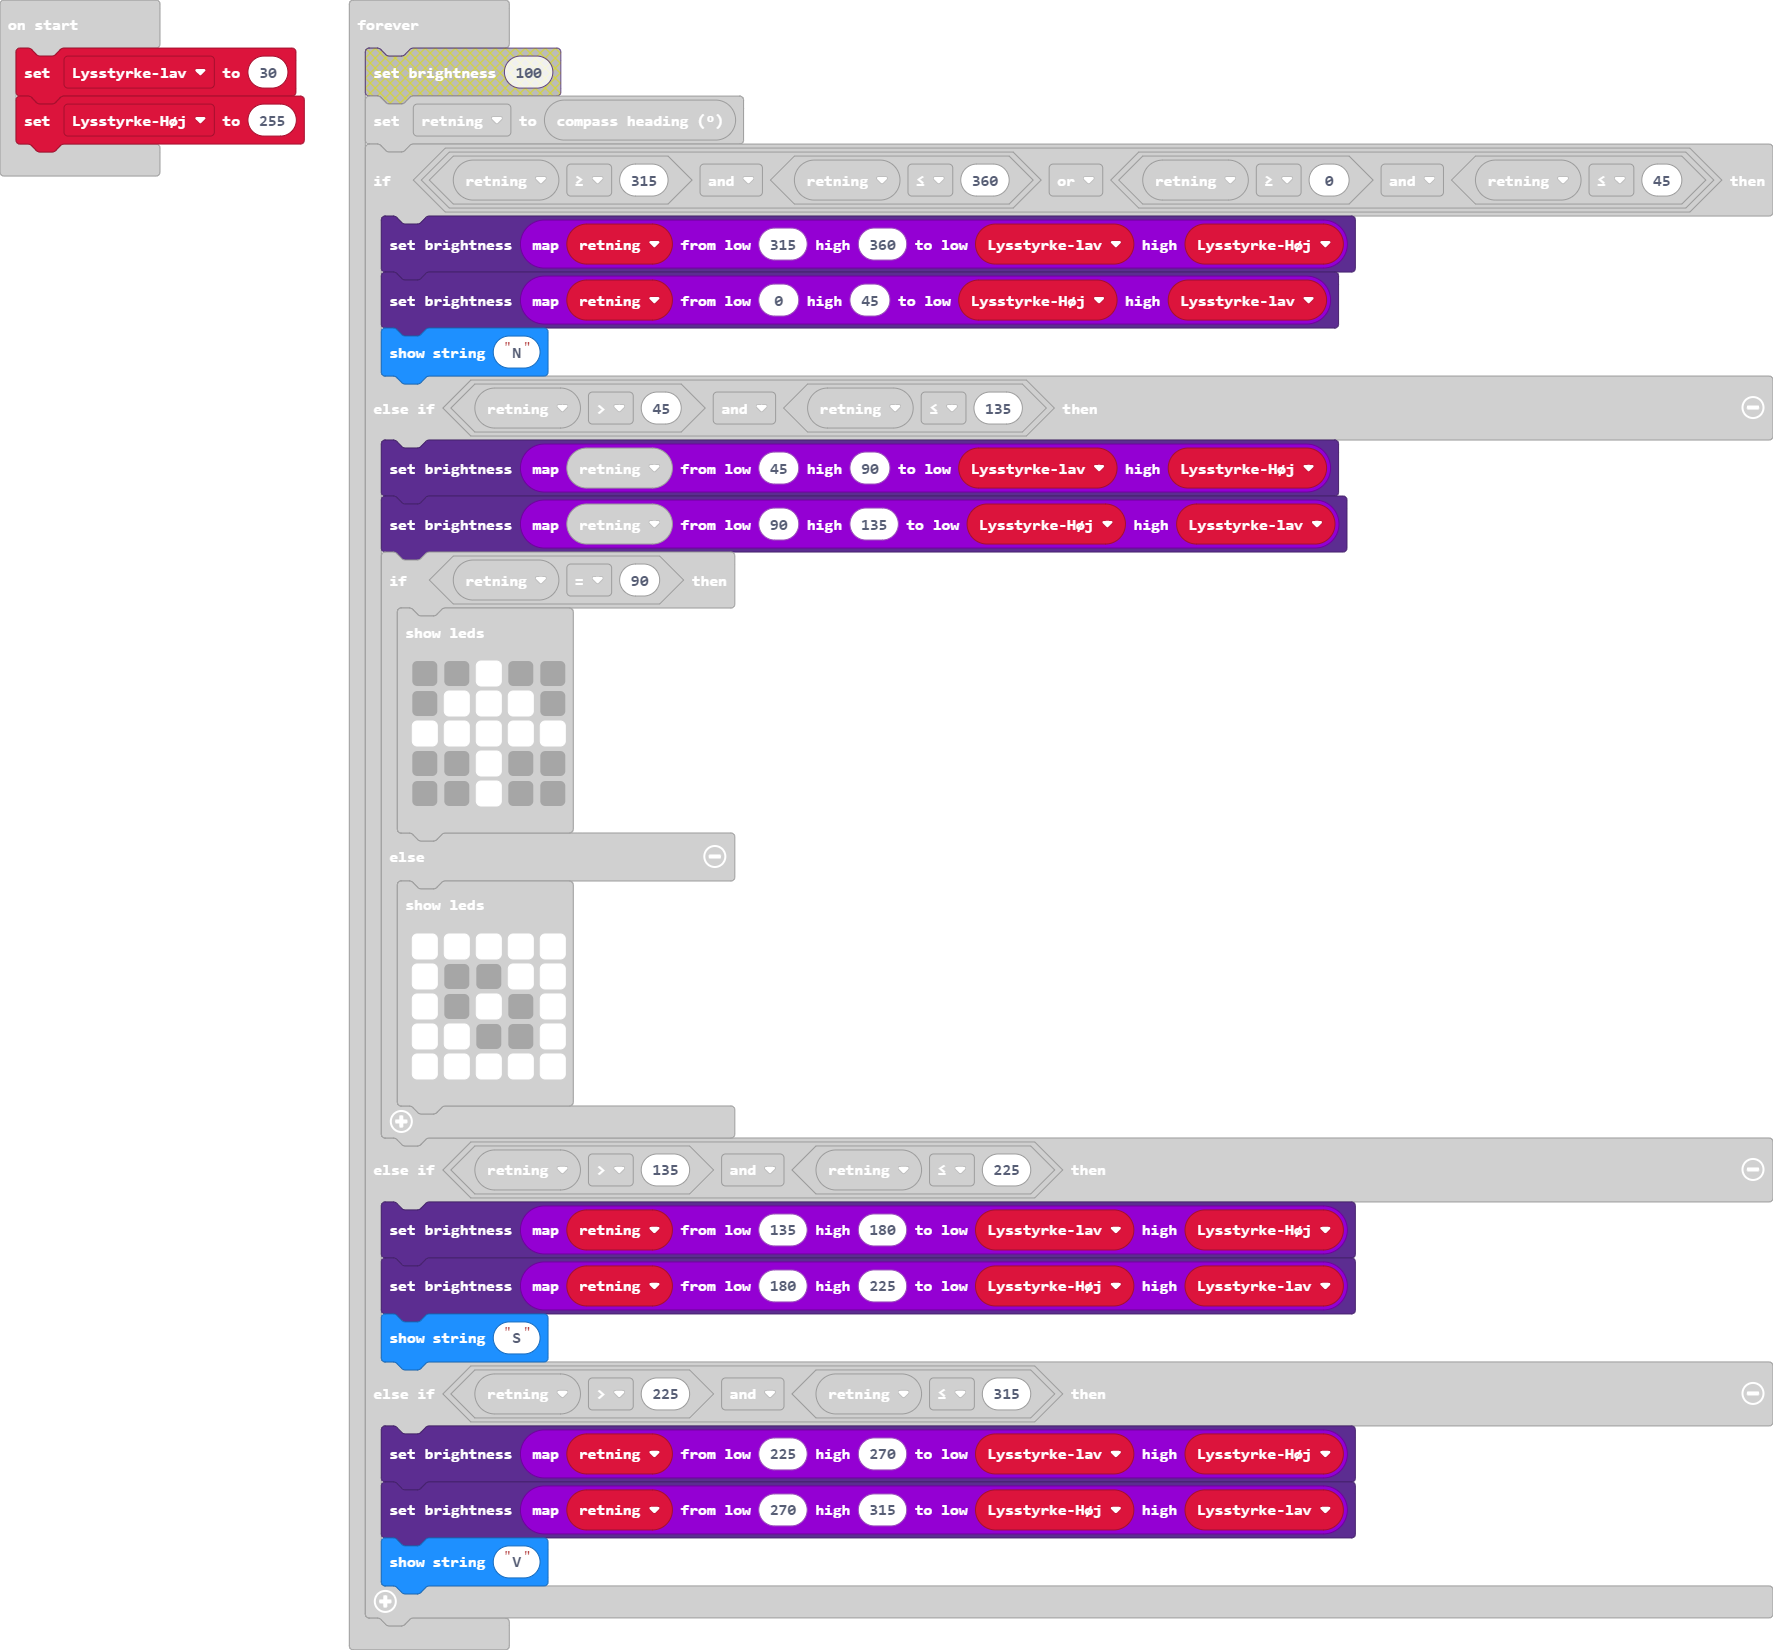 on start
set Lysstyrke-lav to 30
set Lysstyrke-Høj to 255
forever
set brightness 100
set retning to compass heading (º)
if retning ≥ 315 and retning ≤ 360 or retning ≥ 0 and retning ≤ 45 then
set brightness map retning from low 315 high 360 to low Lysstyrke-lav high Lysstyrke-Høj
set brightness map retning from low 0 high 45 to low Lysstyrke-Høj high Lysstyrke-lav
show string "N"
else if retning > 45 and retning ≤ 135 then
set brightness map retning from low 45 high 90 to low Lysstyrke-lav high Lysstyrke-Høj
set brightness map retning from low 90 high 135 to low Lysstyrke-Høj high Lysstyrke-lav
if retning = 90 then
show leds
else
show leds
else if retning > 135 and retning ≤ 225 then
set brightness map retning from low 135 high 180 to low Lysstyrke-lav high Lysstyrke-Høj
set brightness map retning from low 180 high 225 to low Lysstyrke-Høj high Lysstyrke-lav
show string "S"
else if retning > 225 and retning ≤ 315 then
set brightness map retning from low 225 high 270 to low Lysstyrke-lav high Lysstyrke-Høj
set brightness map retning from low 270 high 315 to low Lysstyrke-Høj high Lysstyrke-lav
show string "V"